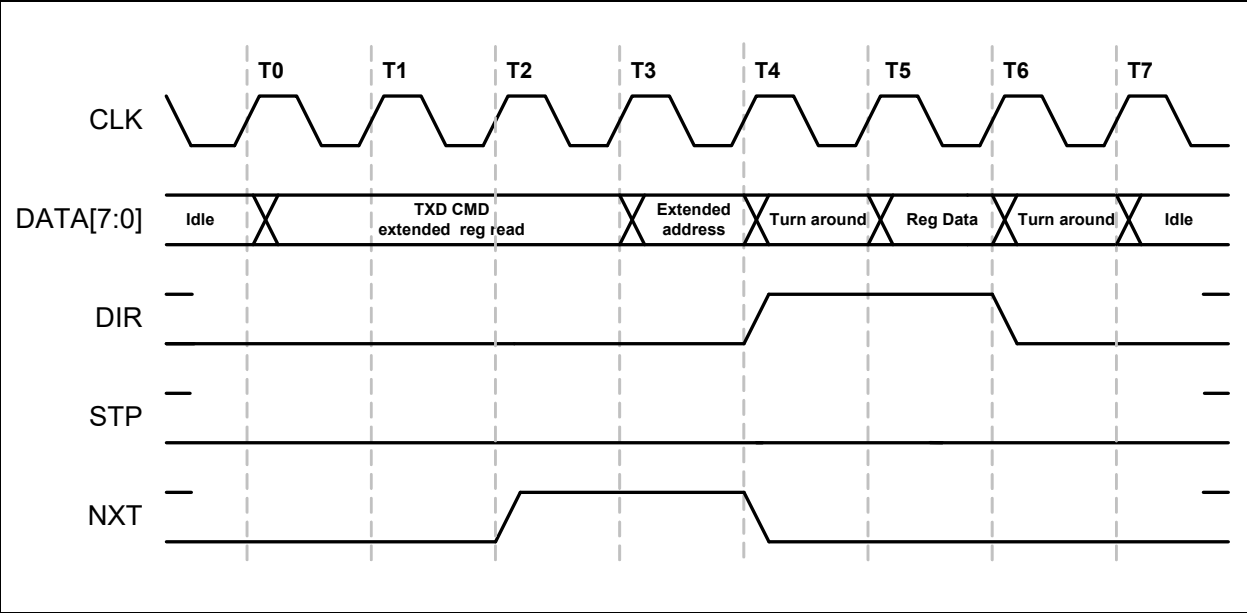 T0 T1 T2 T3 T4 T5 T6 T7
CLK
DATA[7:0]
Idle
TXD CMD
extended reg read
Extended
address
Turn around
Reg Data
Turn around
Idle
DIR
STP
NXT